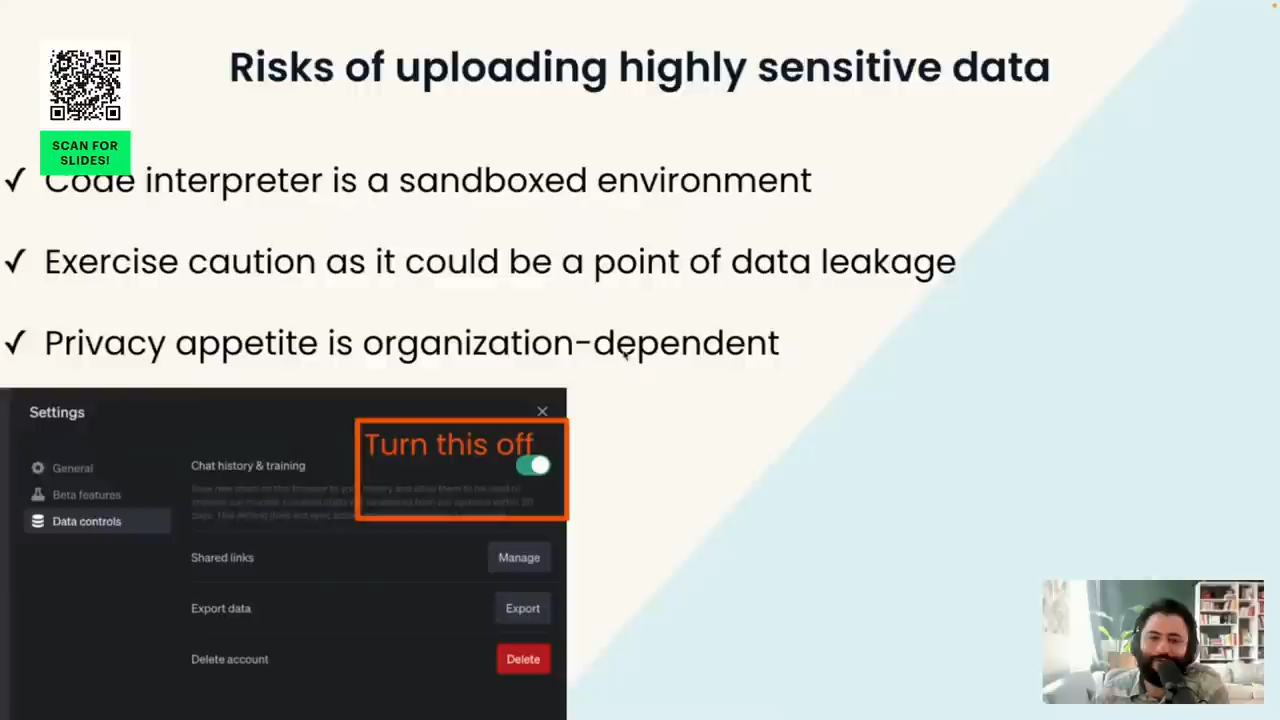 Risks of uploading highly sensitive data
SCAN FOR
SLIDES!
✓ Code interpreter is a sandboxed environment
✓ Exercise caution as it could be a point of data leakage
✓ Privacy appetite is organization-dependent
Settings
Turn this off
General
Chat history & training
Beta features
Data controls
Shared links
Manage
Export data
Export
Delete account
Delete